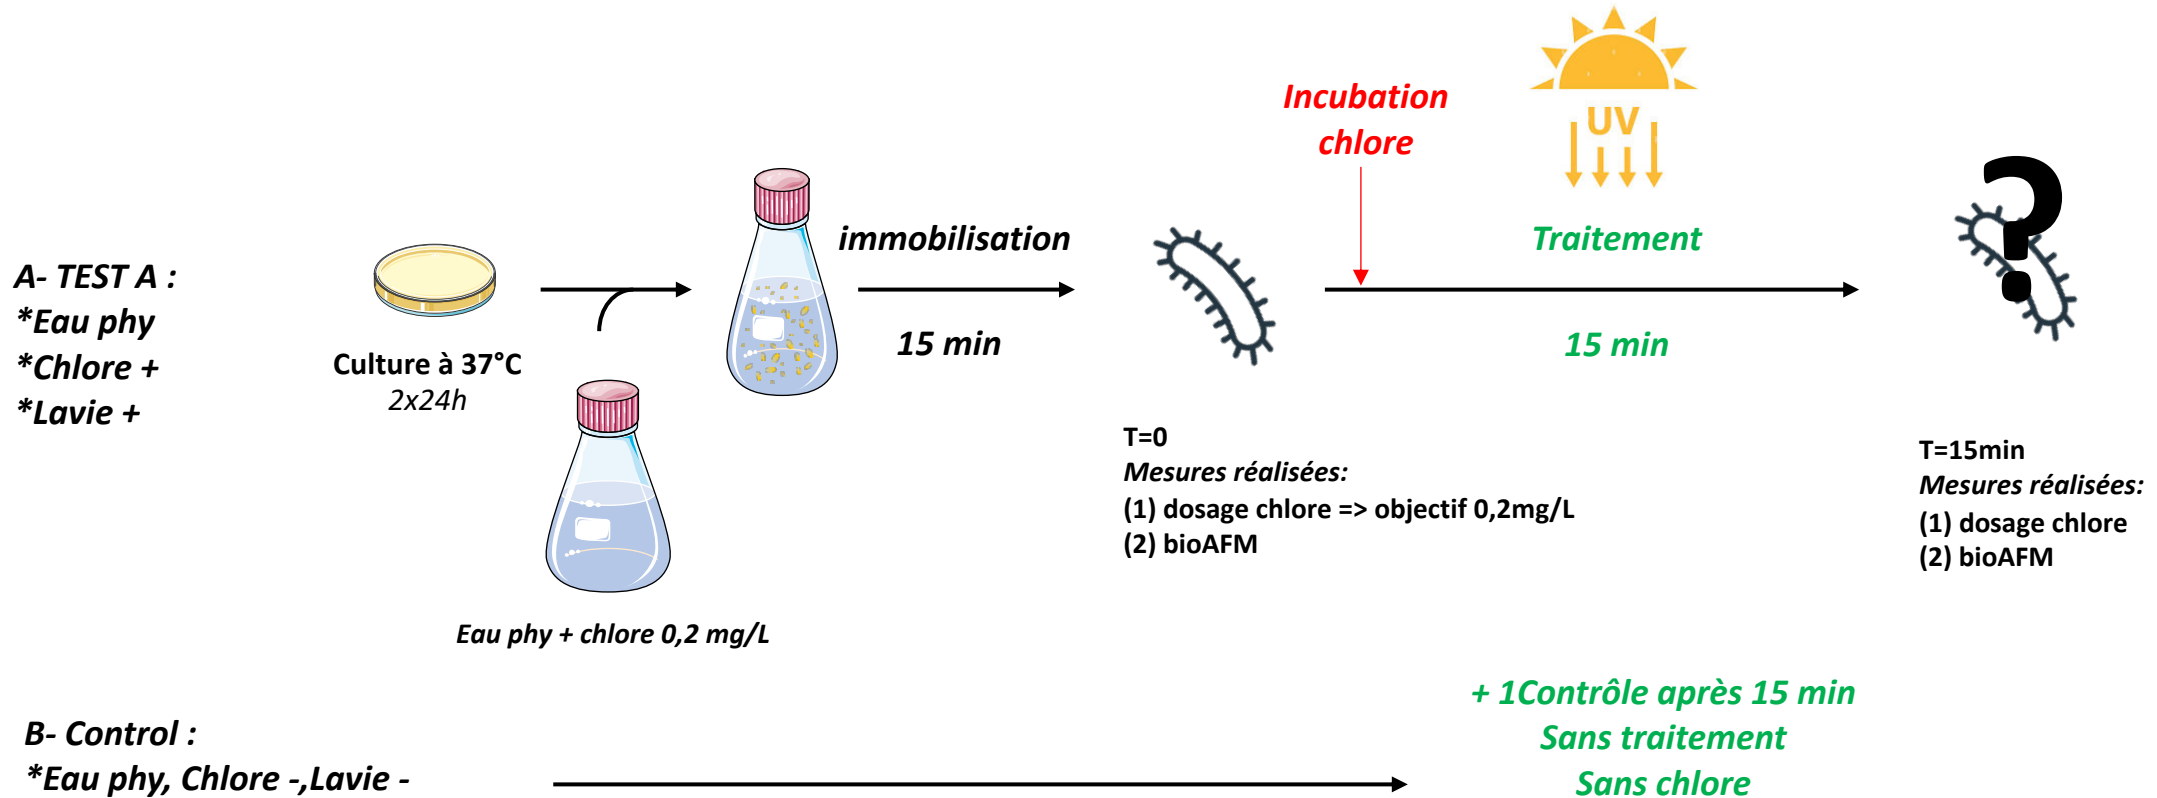 A- TEST A :
*Eau phy
*Chlore +
*Lavie +
Culture à 37°C
2x24h
Eau phy + chlore 0,2 mg/L
immobilisation
15 min
T=0
Mesures réalisées:
(1) dosage chlore => objectif 0,2mg/L
(2) bioAFM
Incubation
chlore
UV
Traitement
15 min
?
T=15min
Mesures réalisées:
(1) dosage chlore
(2) bioAFM
B- Control :
*Eau phy, Chlore -,Lavie -
+ 1Contrôle après 15 min
Sans traitement
Sans chlore